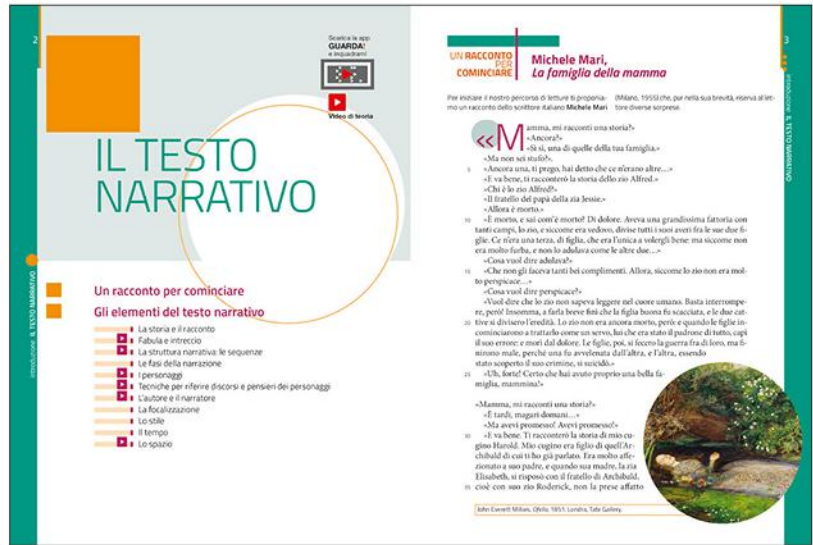 2
Scarica la app
GUARDA!
e inquadrami
Video di teoria
IL TESTO
NARRATIVO
Un racconto per cominciare
Gli elementi del testo narrativo
La storia e il racconto
Fabula e intreccio
La struttura narrativa: le sequenze
Le fasi della narrazione
I personaggi
Tecniche per riferire discorsi e pensieri dei personaggi
L'autore e il narratore
La focalizzazione
Lo stile
Il tempo
Lo spazio
introduzione IL TESTO NARRATIVO
3
introduzione IL TESTO NARRATIVO
UN RACCONTO
PER
COMINCIARE
Michele Mari,
La famiglia della mamma
Per iniziare il nostro percorso di letture ti proponia-
mo un racconto dello scrittore italiano Michele Mari
(Milano, 1955) che, pur nella sua brevità, riserva al let-
tore diverse sorprese.
«Mamma, mi racconti una storia?»
«Ancora?»
«Sì sì, una di quelle della tua famiglia.»
«Ma non sei stufo?».
5 «Ancora una, ti prego, hai detto che ce n'erano altre…»
«E va bene, ti racconterò la storia dello zio Alfred.»
«Chi è lo zio Alfred?»
«Il fratello del papà della zia Jessie.»
«Allora è morto.»
10 «È morto, e sai com'è morto? Di dolore. Aveva una grandissima fattoria con
tanti campi, lo zio, e siccome era vedovo, divise tutti i suoi averi fra le sue due fi-
glie. Ce n'era una terza, di figlia, che era l'unica a volergli bene: ma siccome non
era molto furba, e non lo adulava come le altre due…»
«Cosa vuol dire adulava?»
15 «Che non gli faceva tanti bei complimenti. Allora, siccome lo zio non era mol-
to perspicace…»
«Cosa vuol dire perspicace?»
«Vuol dire che lo zio non sapeva leggere nel cuore umano. Basta interrompe-
re, però! Insomma, a farla breve finì che la figlia buona fu scacciata, e le due cat-
20 tive si divisero l'eredità. Lo zio non era ancora morto, però: e quando le figlie in-
cominciarono a trattarlo come un servo, lui che era stato il padrone di tutto, capì
il suo errore: e morì dal dolore. Le figlie, poi, si fecero la guerra fra di loro, ma fi-
nirono male, perché una fu avvelenata dall'altra, e l'altra, essendo
stato scoperto il suo crimine, si suicidò.»
25 «Uh, forte! Certo che hai avuto proprio una bella fa-
miglia, mammina!»
«Mamma, mi racconti una storia?»
«È tardi, magari domani…»
«Ma avevi promesso! Avevi promesso!»
30 «E va bene. Ti racconterò la storia di mio cu-
gino Harold. Mio cugino era figlio di quell'Ar-
chibald di cui ti ho già parlato. Era molto affe-
zionato a suo padre, e quando sua madre, la zia
Elisabeth, si risposò con il fratello di Archibald,
35 cioè con suo zio Roderick, non la prese affatto
John Everett Millais, Ofelia, 1851. Londra, Tate Gallery.